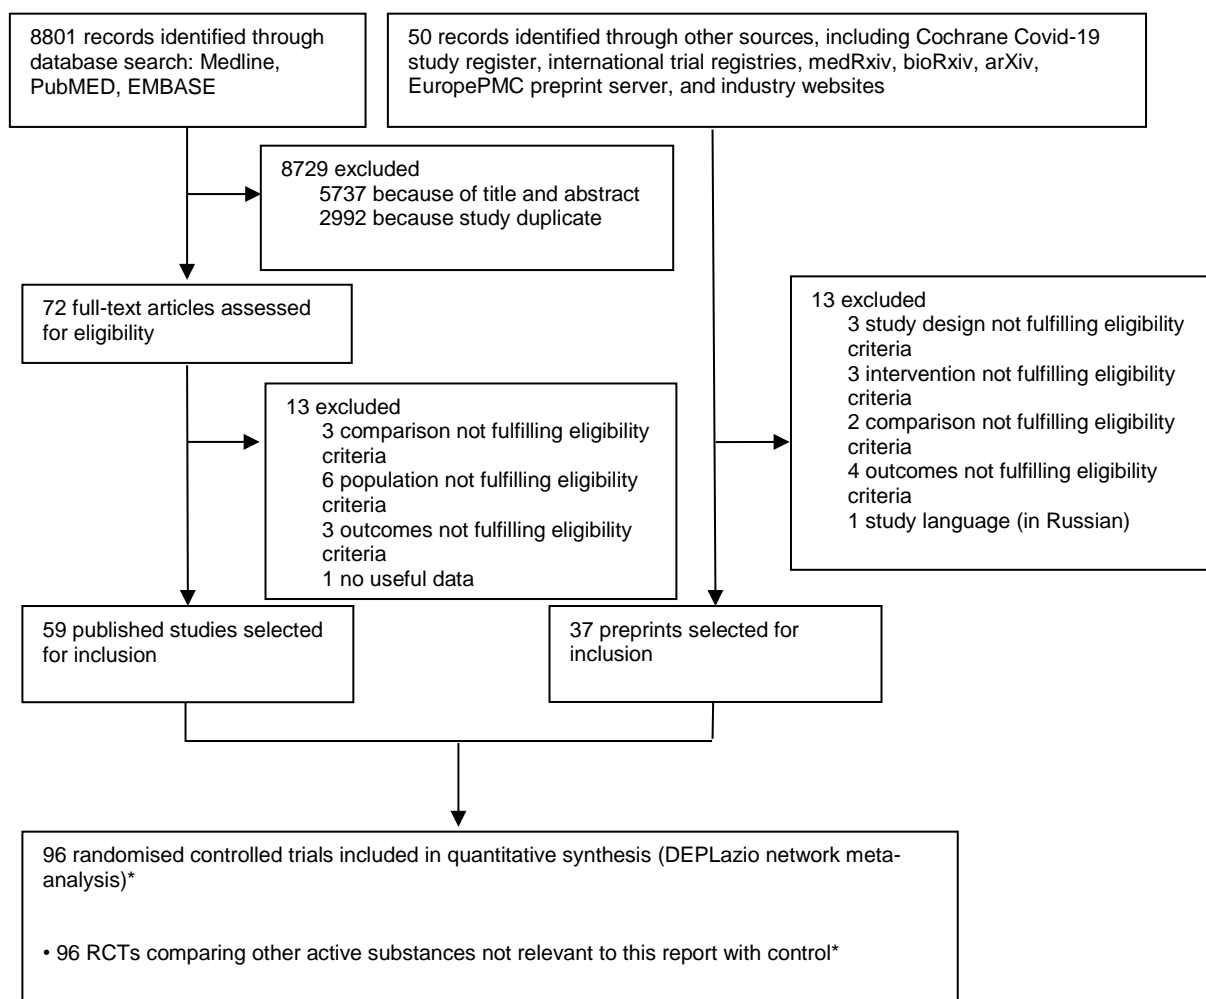 8801 records identified through
database search: Medline,
PubMED, EMBASE
50 records identified through other sources, including Cochrane Covid-19
study register, international trial registries, medRxiv, bioRxiv, arXiv,
EuropePMC preprint server, and industry websites
8729 excluded
5737 because of title and abstract
2992 because study duplicate
72 full-text articles assessed
for eligibility
13 excluded
3 study design not fulfilling eligibility
criteria
3 intervention not fulfilling eligibility
criteria
2 comparison not fulfilling eligibility
criteria
4 outcomes not fulfilling eligibility
criteria
1 study language (in Russian)
13 excluded
3 comparison not fulfilling eligibility
criteria
6 population not fulfilling eligibility
criteria
3 outcomes not fulfilling eligibility
criteria
1 no useful data
59 published studies selected
for inclusion
37 preprints selected for
inclusion
96 randomised controlled trials included in quantitative synthesis (DEPLazio network meta-
analysis)*
• 96 RCTs comparing other active substances not relevant to this report with control*